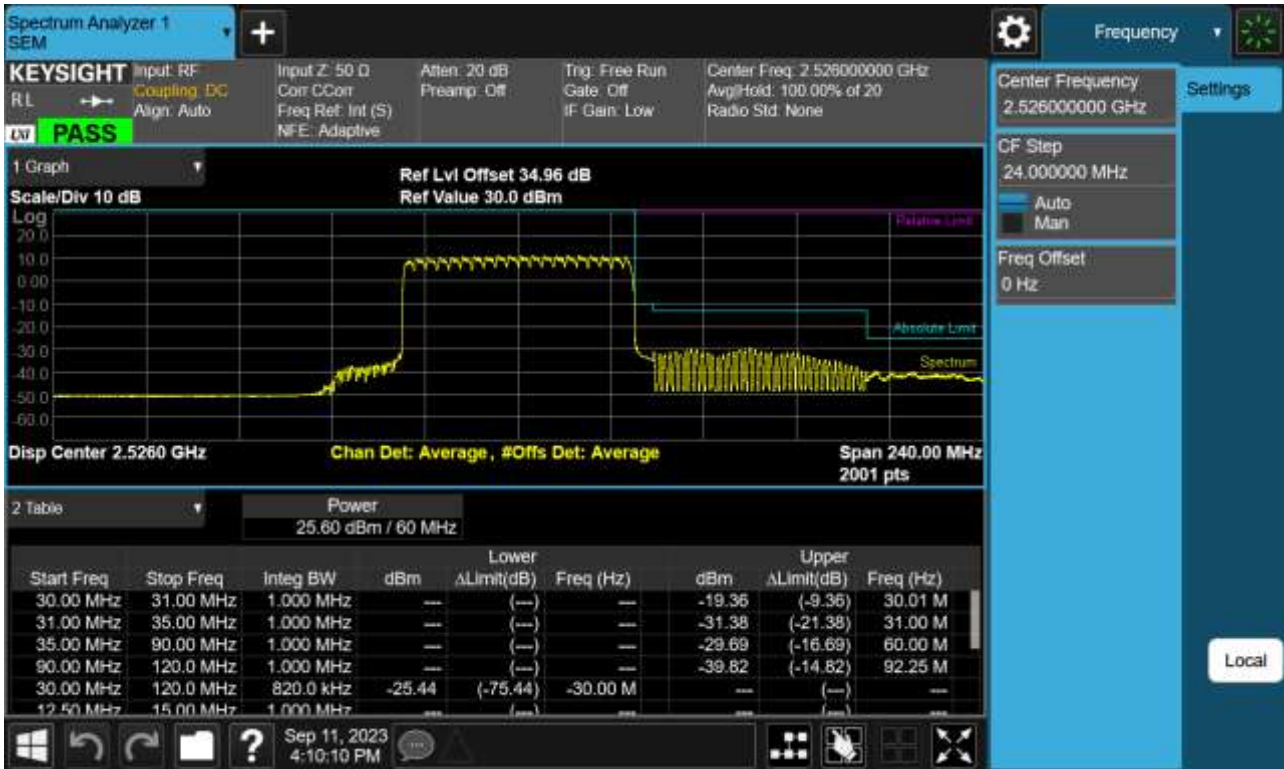 Spectrum Analyzer 1
SEM
+
Frequency
KEYSIGHT
RL
LXI PASS
Input: RF
Coupling: DC
Align: Auto
Input Z: 50 Ω
Corr CCorr
Freq Ref: Int (S)
NFE: Adaptive
Atten: 20 dB
Preamp: Off
Trig: Free Run
Gate: Off
IF Gain: Low
Center Freq: 2.526000000 GHz
Avg|Hold: 100.00% of 20
Radio Std: None
Center Frequency
2.526000000 GHz
Settings
CF Step
24.000000 MHz
Auto
Man
Freq Offset
0 Hz
Local
1 Graph
Scale/Div 10 dB
Ref Lvl Offset 34.96 dB
Ref Value 30.0 dBm
Log
20.0
10.0
0.00
-10.0
-20.0
-30.0
-40.0
-50.0
-60.0
Relative Limit
Absolute Limit
Spectrum
Disp Center 2.5260 GHz
Chan Det: Average, #Offs Det: Average
Span 240.00 MHz
2001 pts
2 Table
Power
25.60 dBm / 60 MHz
Lower Upper
Start Freq Stop Freq Integ BW dBm ΔLimit(dB) Freq (Hz) dBm ΔLimit(dB) Freq (Hz)
30.00 MHz 31.00 MHz 1.000 MHz --- (---) --- -19.36 (-9.36) 30.01 M
31.00 MHz 35.00 MHz 1.000 MHz --- (---) --- -31.38 (-21.38) 31.00 M
35.00 MHz 90.00 MHz 1.000 MHz --- (---) --- -29.69 (-16.69) 60.00 M
90.00 MHz 120.0 MHz 1.000 MHz --- (---) --- -39.82 (-14.82) 92.25 M
30.00 MHz 120.0 MHz 820.0 kHz -25.44 (-75.44) -30.00 M --- (---) ---
12.50 MHz 15.00 MHz 1.000 MHz --- (---) --- --- (---) ---
?
Sep 11, 2023
4:10:10 PM